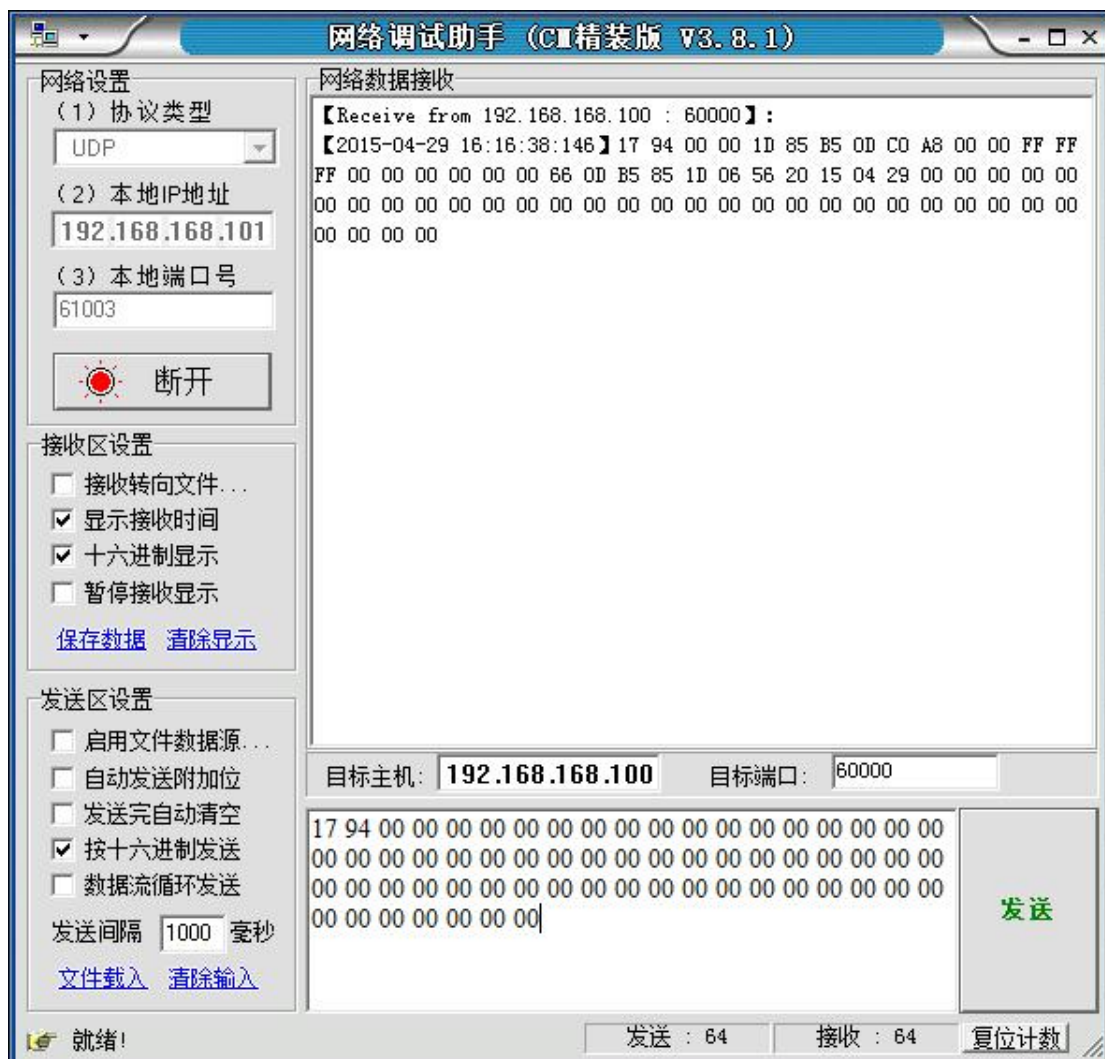 网络调试助手 (CⅢ精装版 V3.8.1)
网络设置
(1) 协议类型
UDP
(2) 本地IP地址
192.168.168.101
(3) 本地端口号
61003
断开
接收区设置
接收转向文件...
显示接收时间
十六进制显示
暂停接收显示
保存数据 清除显示
发送区设置
启用文件数据源...
自动发送附加位
发送完自动清空
按十六进制发送
数据流循环发送
发送间隔 1000 毫秒
文件载入 清除输入
网络数据接收
【Receive from 192.168.168.100 : 60000】:
【2015-04-29 16:16:38:146】17 94 00 00 1D 85 B5 0D C0 A8 00 00 FF FF
FF 00 00 00 00 00 00 66 0D B5 85 1D 06 56 20 15 04 29 00 00 00 00 00
00 00 00 00 00 00 00 00 00 00 00 00 00 00 00 00 00 00 00 00 00 00
00 00 00 00
目标主机: 192.168.168.100 目标端口: 60000
17 94 00 00 00 00 00 00 00 00 00 00 00 00 00 00 00 00 00
00 00 00 00 00 00 00 00 00 00 00 00 00 00 00 00 00 00 00
00 00 00 00 00 00 00 00 00 00 00 00 00 00 00 00 00 00 00
00 00 00 00 00 00 00
发送
就绪!
发送 : 64 接收 : 64 复位计数